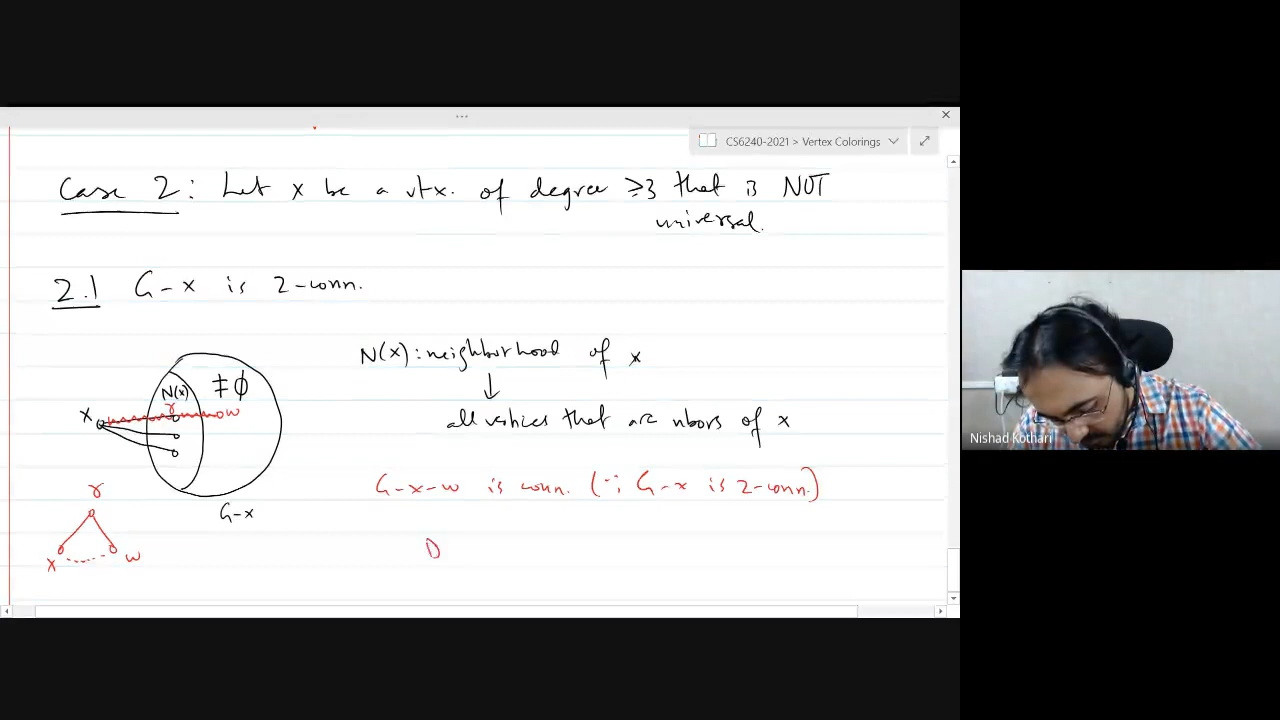 CS6240-2021 > Vertex Colorings
Case 2: Let x be a vtx. of degree ≥3 that is NOT
universal.
2.1 G-x is 2-conn.
N(x): neighborhood of x
↓
all vertices that are nbors of x
N(x) ≠ ϕ
x r w
G-x-w is conn. (∵ G-x is 2-conn.)
r
G-x
D
x w
Nishad Kothari